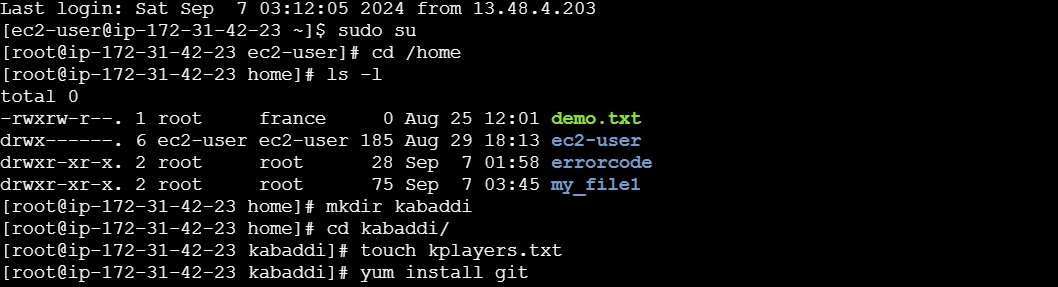 Last login: Sat Sep  7 03:12:05 2024 from 13.48.4.203
[ec2-user@ip-172-31-42-23 ~]$ sudo su
[root@ip-172-31-42-23 ec2-user]# cd /home
[root@ip-172-31-42-23 home]# ls -l
total 0
-rwxrw-r--. 1 root     france     0 Aug 25 12:01 demo.txt
drwx------. 6 ec2-user ec2-user 185 Aug 29 18:13 ec2-user
drwxr-xr-x. 2 root     root      28 Sep  7 01:58 errorcode
drwxr-xr-x. 2 root     root      75 Sep  7 03:45 my_file1
[root@ip-172-31-42-23 home]# mkdir kabaddi
[root@ip-172-31-42-23 home]# cd kabaddi/
[root@ip-172-31-42-23 kabaddi]# touch kplayers.txt
[root@ip-172-31-42-23 kabaddi]# yum install git